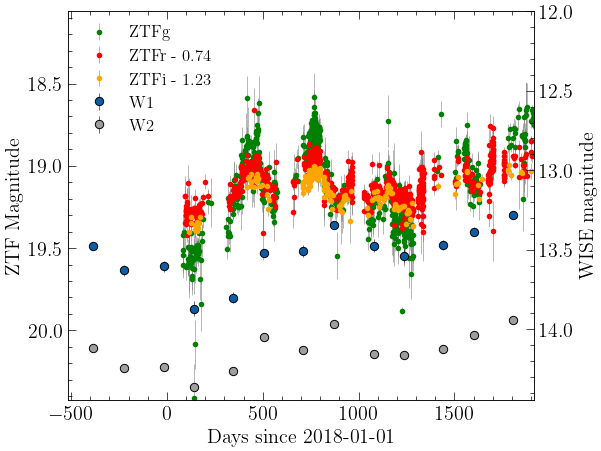 12.0
ZTFg
ZTFr - 0.74
ZTFi - 1.23
W1
W2
18.5
19.0
19.5
20.0
ZTF Magnitude
12.5
13.0
13.5
14.0
WISE magnitude
−500
0
500
1000
1500
Days since 2018-01-01